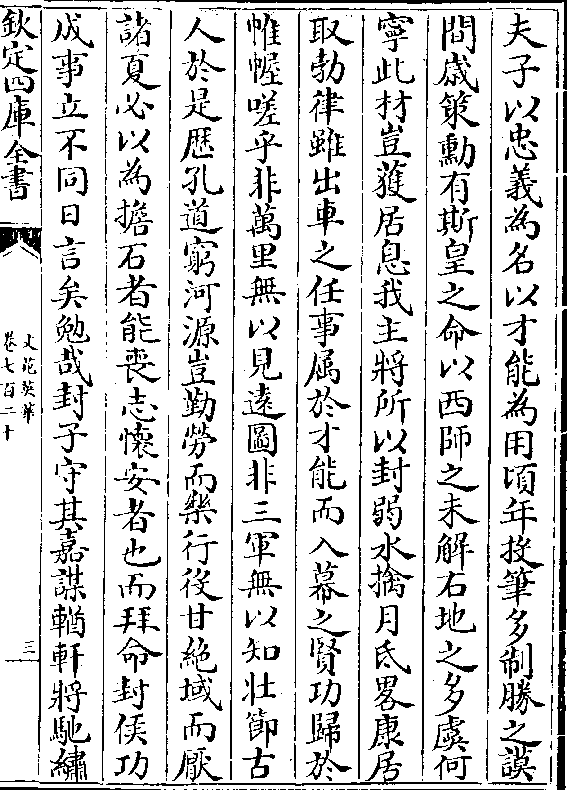 夫子以忠義為名以才能為用頃年投筆多制勝之謨
間歲策勳有斯皇之命以西師之未解右地之多虞何
寧此材豈獲居息我主將所以封弱水擒月氏畧康居
取勃律雖出車之任事属於才能而入幕之賢功歸於
帷幄嗟乎非萬里無以見逺圖非三軍無以知壮節古
人於是歴孔道窮河源豈勤勞而樂行役甘絶域而厭
諸夏必以為擔石者能喪志懷安者也而拜命封侯功
成事立不同日言矣勉哉封子守其嘉謀輶軒將馳繡
欽定四庫全書
文苑英華
卷七百二十
三